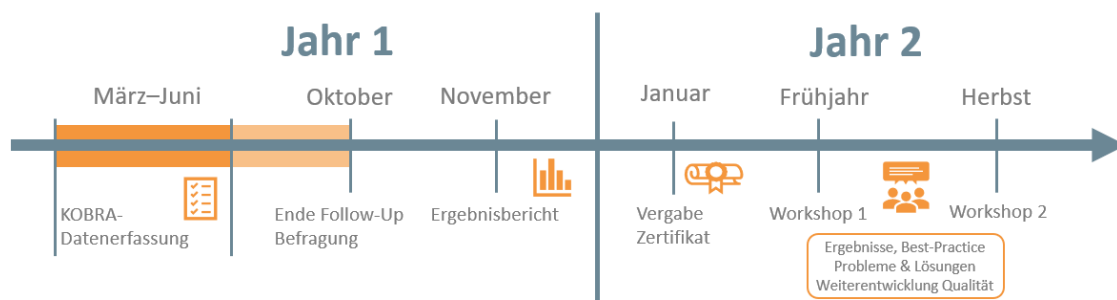 Jahr 1
Jahr 2
März–Juni
Oktober
November
Januar
Frühjahr
Herbst
KOBRA-
Datenerfassung
Ende Follow-Up
Befragung
Ergebnisbericht
Vergabe
Zertifikat
Workshop 1
Workshop 2
Ergebnisse, Best-Practice
Probleme & Lösungen
Weiterentwicklung Qualität